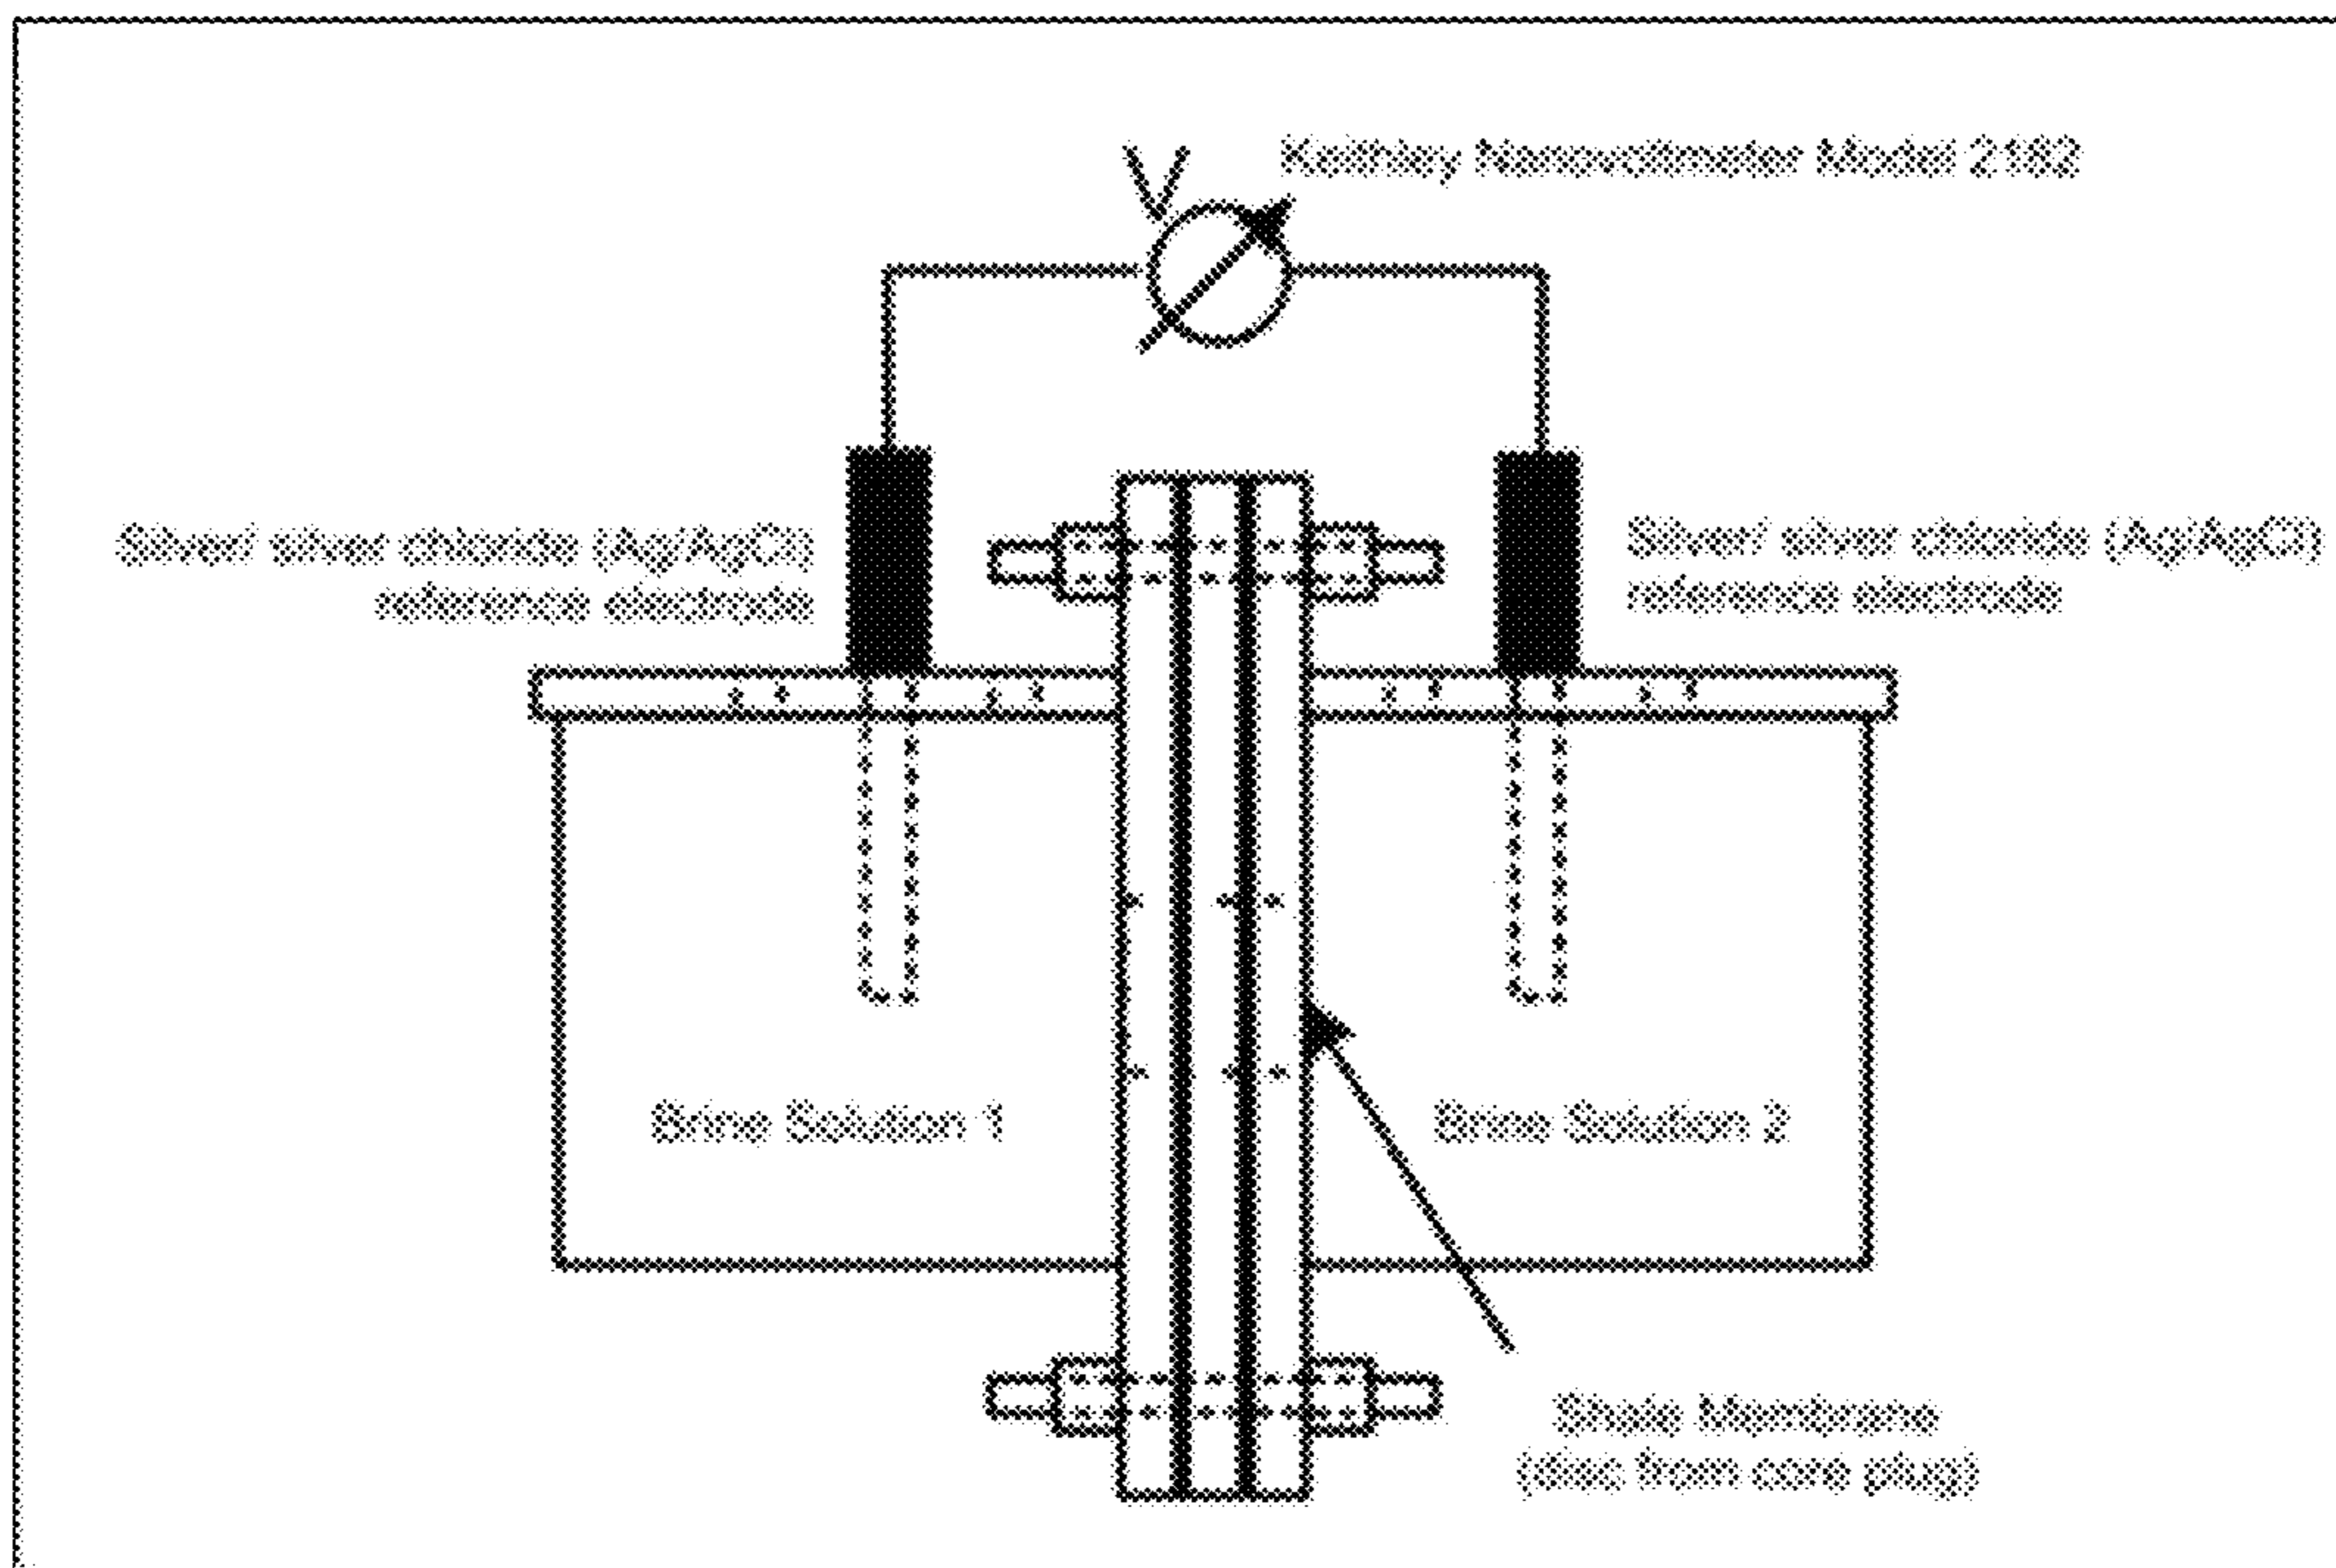 V
Keithley Nanovoltmeter Model 2182
Silver/ silver chloride (Ag/AgCl)
reference electrode
Silver/ silver chloride (Ag/AgCl)
reference electrode
Brine Solution 1
Brine Solution 2
Shale Membrane
(disc from core plug)